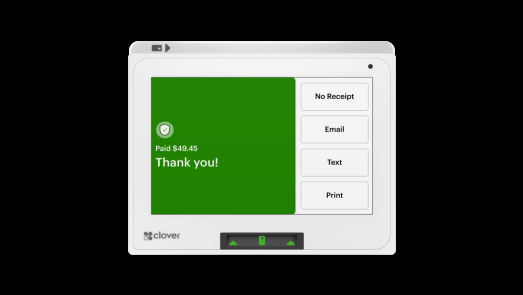 No Receipt
Email
Paid $49.45
Thank you!
Text
Print
clover